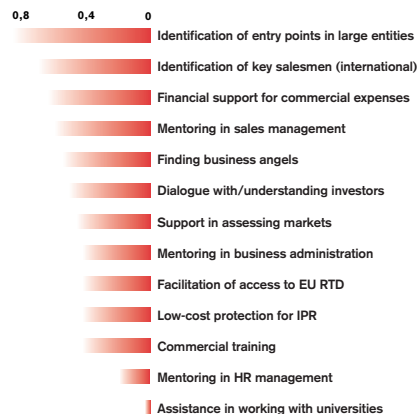 0,8 0,4 0
Identification of entry points in large entities
Identification of key salesmen (international)
Financial support for commercial expenses
Mentoring in sales management
Finding business angels
Dialogue with/understanding investors
Support in assessing markets
Mentoring in business administration
Facilitation of access to EU RTD
Low-cost protection for IPR
Commercial training
Mentoring in HR management
Assistance in working with universities